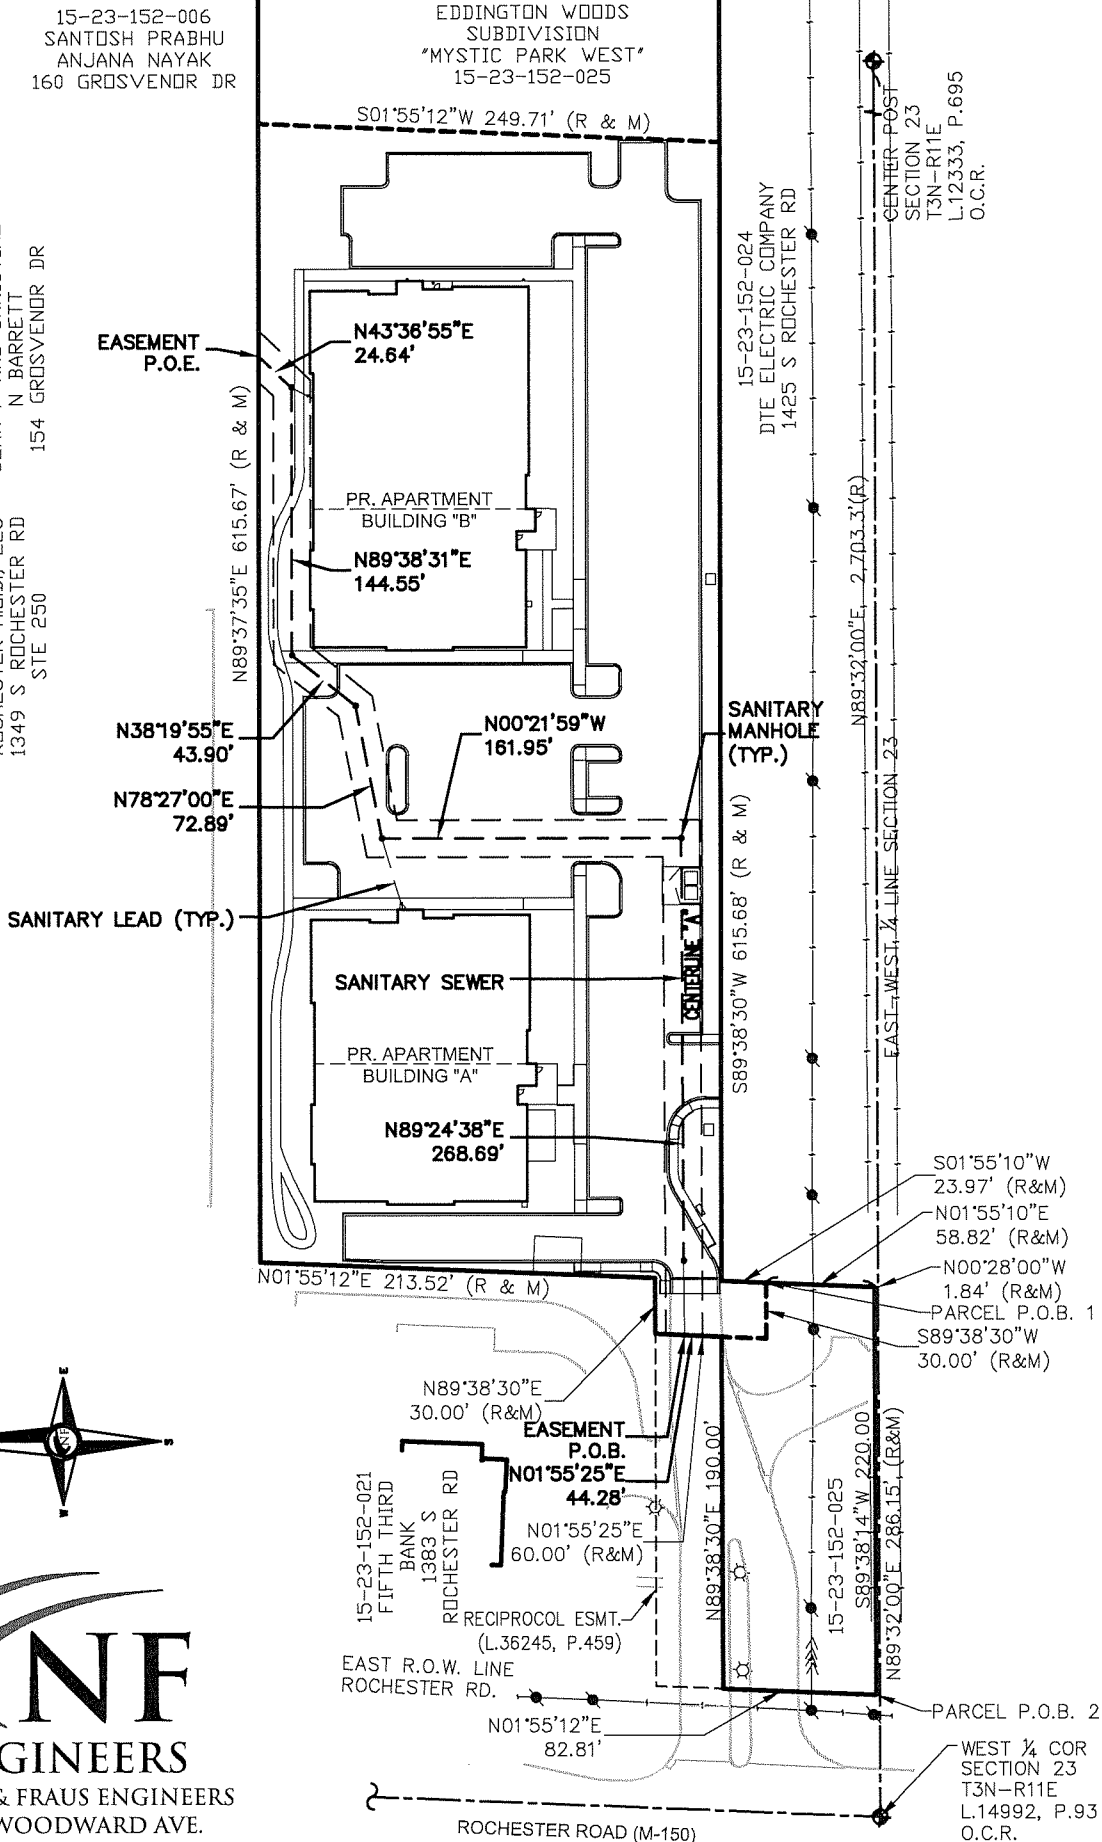 15-23-152-006
SANTOSH PRABHU
ANJANA NAYAK
160 GROSVENOR DR
EDDINGTON WOODS
SUBDIVISION
"MYSTIC PARK WEST"
15-23-152-025
S01°55'12"W 249.71' (R & M)
CENTER POST
SECTION 23
T3N-R11E
L.12333, P.695
O.C.R.
15-23-152-024
DTE ELECTRIC COMPANY
1425 S ROCHESTER RD
N BARRETT
154 GROSVENOR DR
EASEMENT
P.O.E.
N43°36'55"E
24.64'
N89°37'35"E 615.67' (R & M)
PR. APARTMENT
BUILDING "B"
N89°38'31"E
144.55'
N89°32'00"E, 2,703.3'(R)
1349 S ROCHESTER RD
STE 250
N38°19'55"E
43.90'
N00°21'59"W
161.95'
SANITARY
MANHOLE
(TYP.)
N78°27'00"E
72.89'
EAST-WEST ¼ LINE SECTION 23
S89°38'30"W 615.68' (R & M)
SANITARY LEAD (TYP.)
CENTERLINE "A"
SANITARY SEWER
PR. APARTMENT
BUILDING "A"
N89°24'38"E
268.69'
S01°55'10"W
23.97' (R&M)
N01°55'10"E
58.82' (R&M)
N00°28'00"W
1.84' (R&M)
PARCEL P.O.B. 1
S89°38'30"W
30.00' (R&M)
N01°55'12"E 213.52' (R & M)
N89°38'30"E
30.00' (R&M)
EASEMENT
P.O.B.
N01°55'25"E
44.28'
N01°55'25"E
60.00' (R&M)
N89°38'30"E 190.00'
15-23-152-025
S89°38'14"W 220.00
N89°32'00"E 286.15', (R&M)
E
S
W
NF
15-23-152-021
FIFTH THIRD
BANK
1383 S
ROCHESTER RD
RECIPROCOL ESMT.
(L.36245, P.459)
EAST R.O.W. LINE
ROCHESTER RD.
N01°55'12"E
82.81'
PARCEL P.O.B. 2
WEST ¼ COR
SECTION 23
T3N-R11E
L.14992, P.93
O.C.R.
NF
GINEERS
& FRAUS ENGINEERS
WOODWARD AVE.
ROCHESTER ROAD (M-150)